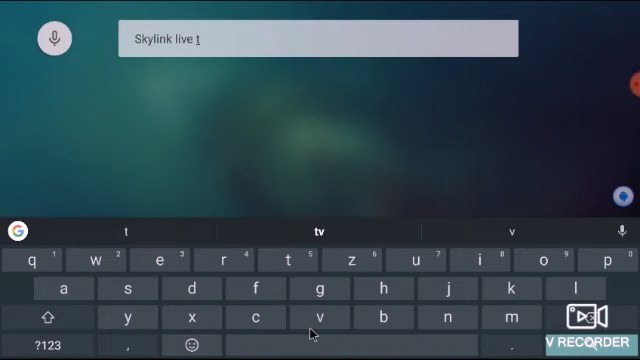 Skylink live t
t tv v
q 1 w 2 e 3 r 4 t 5 z 6 u 7 i 8 o 9 p 0
a s d f g h j k l
y x c v b n m
?123 , .
V RECORDER